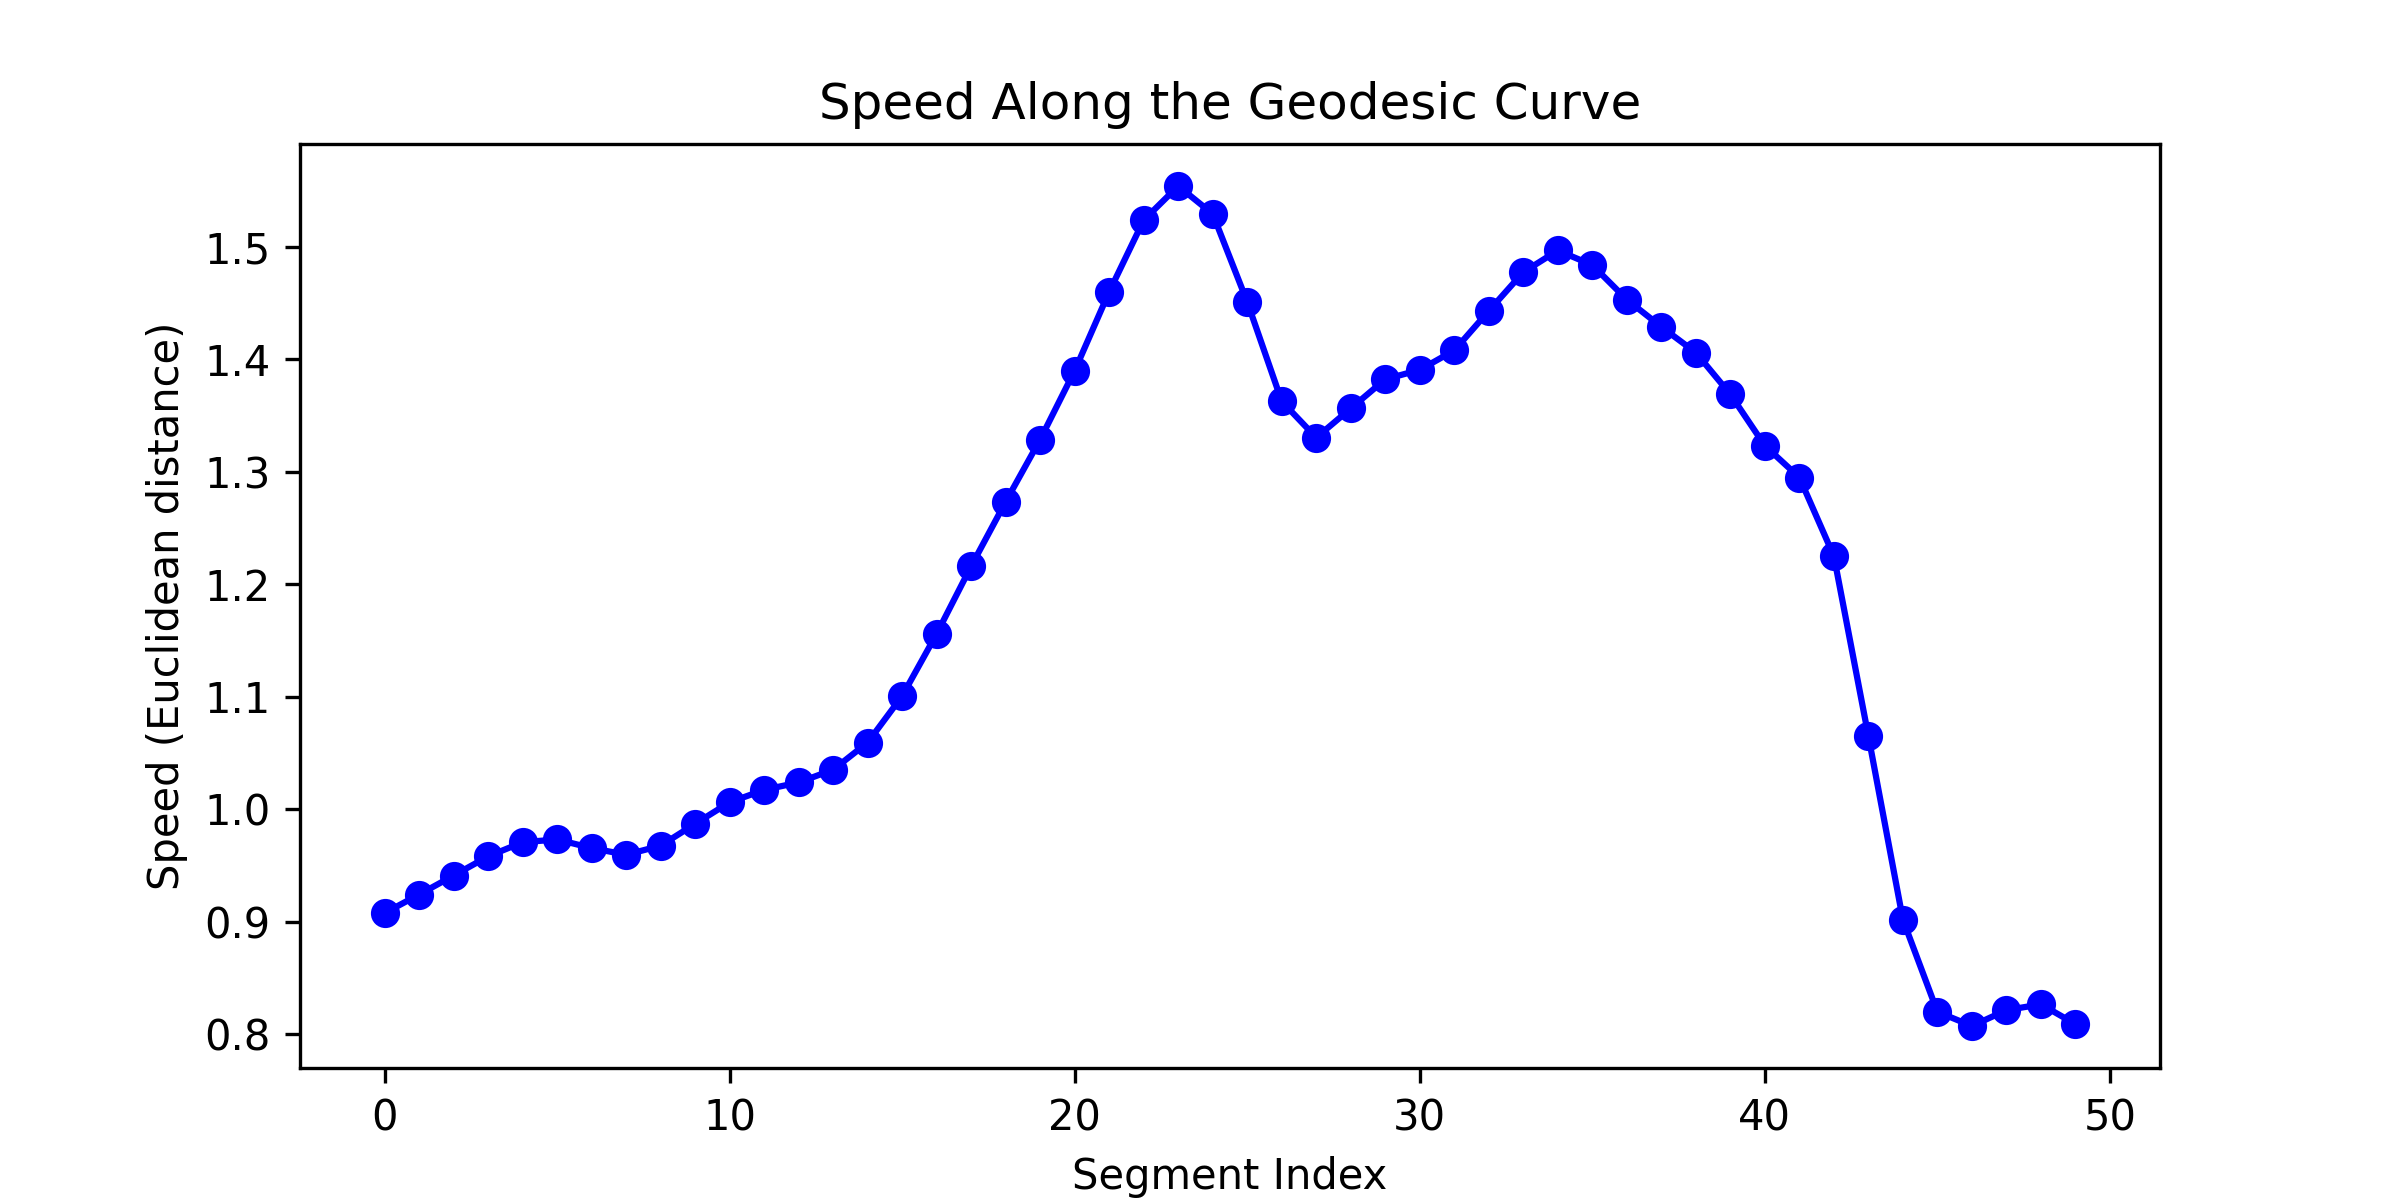 Speed Along the Geodesic Curve
Speed (Euclidean distance)
1.5
1.4
1.3
1.2
1.1
1.0
0.9
0.8
0 10 20 30 40 50
Segment Index